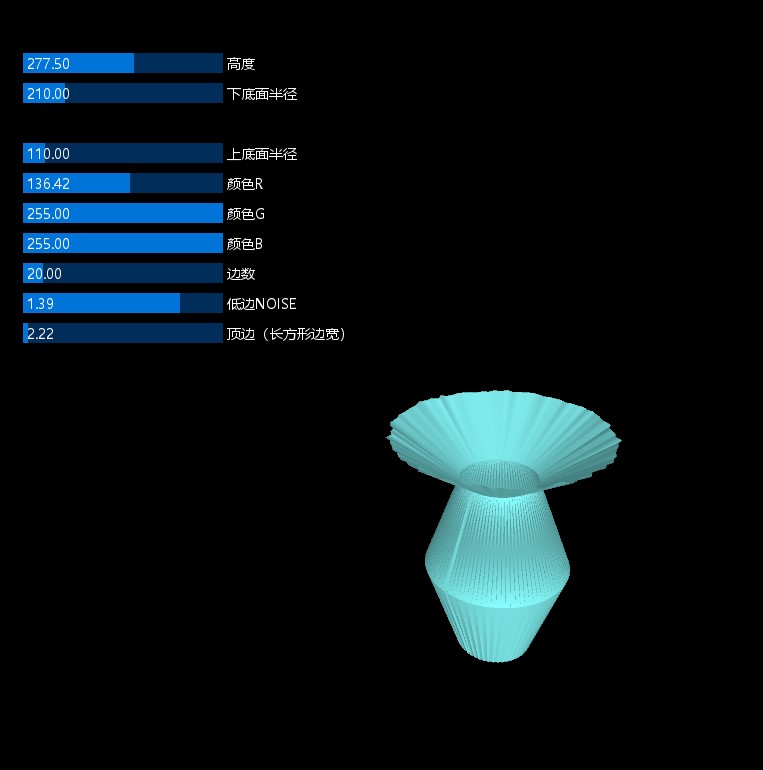 277.50 高度
210.00 下底面半径
110.00 上底面半径
136.42 颜色R
255.00 颜色G
255.00 颜色B
20.00 边数
1.39 低边NOISE
2.22 顶边（长方形边宽）